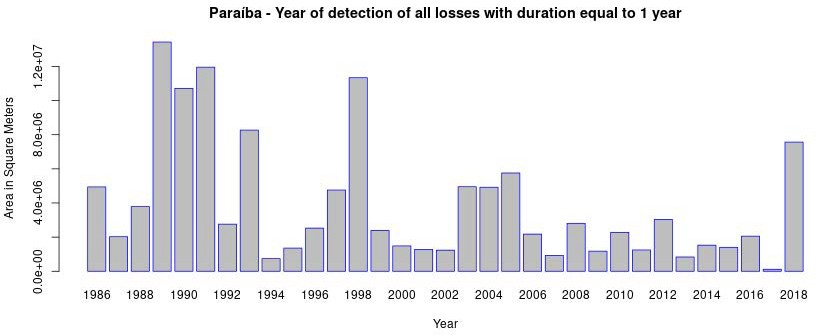 Paraíba - Year of detection of all losses with duration equal to 1 year
Area in Square Meters
1.2e+07
8.0e+06
4.0e+06
0.0e+00
1986 1988 1990 1992 1994 1996 1998 2000 2002 2004 2006 2008 2010 2012 2014 2016 2018
Year